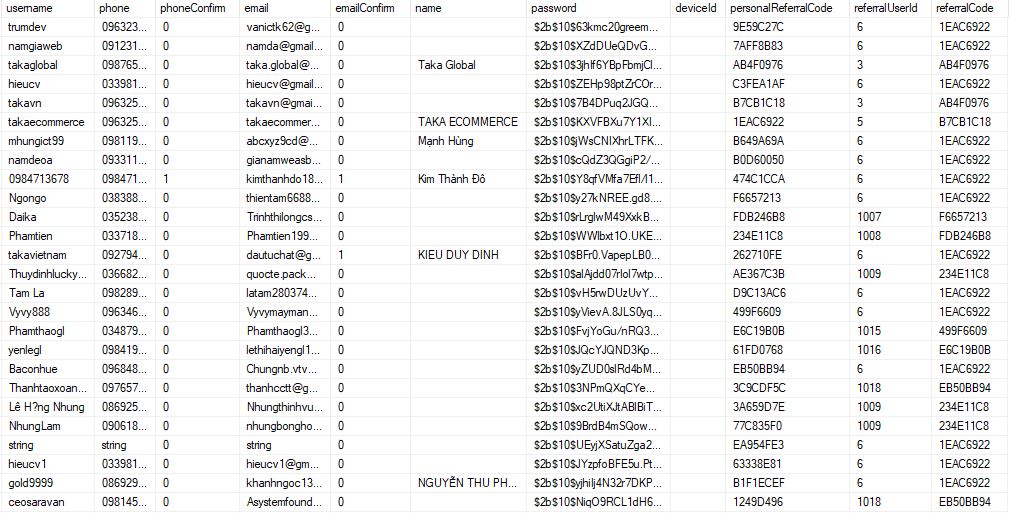 username phone phoneConfirm email emailConfirm name password deviceId personalReferralCode referralUserId referralCode
trumdev 096323... 0 vanictk62@g... 0 $2b$10$63kmc20greem... 9E59C27C 6 1EAC6922
namgiaweb 091231... 0 namda@gmail... 0 $2b$10$XZdDUeQDvG... 7AFF8B83 6 1EAC6922
takaglobal 098765... 0 taka.global@... 0 Taka Global $2b$10$3jhIf6YBpFbmjCl... AB4F0976 3 AB4F0976
hieucv 033981... 0 hieucv@gmail... 0 $2b$10$ZEHp98ptZrCOr... C3FEA1AF 6 1EAC6922
takavn 096325... 0 takavn@gmai... 0 $2b$10$7B4DPuq2JGQ... B7CB1C18 3 AB4F0976
takaecommerce 096325... 0 takaecommer... 0 TAKA ECOMMERCE $2b$10$KXVFBXu7Y1XI... 1EAC6922 5 B7CB1C18
mhungict99 098119... 0 abcxyz9cd@... 0 Mạnh Hùng $2b$10$jWsCNIXhrLTFK... B649A69A 6 1EAC6922
namdeoa 093311... 0 gianamweasb... 0 $2b$10$cQdZ3QGgiP2/... B0D60050 6 1EAC6922
0984713678 098471... 1 kimthanhdo18... 1 Kim Thành Đô $2b$10$Y8qfVMfa7Efl/I1... 474C1CCA 6 1EAC6922
Ngongo 038388... 0 thientam6688... 0 $2b$10$y27kNREE.gd8... F6657213 6 1EAC6922
Daika 035238... 0 Trinhthilongcs... 0 $2b$10$rLrglwM49XxkB... FDB246B8 1007 F6657213
Phamtien 033718... 0 Phamtien199... 0 $2b$10$WWlbxt1O.UKE... 234E11C8 1008 FDB246B8
takavietnam 092794... 0 dautuchat@g... 1 KIEU DUY DINH $2b$10$BFr0.VapepLB0... 262710FE 6 1EAC6922
Thuydinhlucky... 036682... 0 quocte.pack... 0 $2b$10$alAjdd07rlol7wtp... AE367C3B 1009 234E11C8
Tam La 098289... 0 latam280374... 0 $2b$10$vH5rwDUzUvY... D9C13AC6 6 1EAC6922
Vyvy888 096346... 0 Vyvymayman... 0 $2b$10$yVievA.8JLS0yq... 499F6609 6 1EAC6922
Phamthaogl 034879... 0 Phamthaogl3... 0 $2b$10$FvjYoGu/nRQ3... E6C19B0B 1015 499F6609
yenlegl 098419... 0 lethihaiyengl1... 0 $2b$10$JQcYJQND3Kp... 61FD0768 1016 E6C19B0B
Baconhue 096848... 0 Chungnb.vtv... 0 $2b$10$yZUD0slRd4bM... EB50BB94 6 1EAC6922
Thanhtaoxoan... 097657... 0 thanhcctt@g... 0 $2b$10$3NPmQXqCYe... 3C9CDF5C 1018 EB50BB94
Lê H?ng Nhung 086925... 0 Nhungthinhvu... 0 $2b$10$xc2UtiXJtABlBiT... 3A659D7E 1009 234E11C8
NhungLam 090618... 0 nhungbongho... 0 $2b$10$9BrdB4mSQow... 77C835F0 1009 234E11C8
string string 0 string 0 $2b$10$UEyjXSatuZga2... EA954FE3 6 1EAC6922
hieucv1 033981... 0 hieucv1@gm... 0 $2b$10$JYzpfoBFE5u.Pt... 63338E81 6 1EAC6922
gold9999 086929... 0 khanhngoc13... 0 NGUYỄN THU PH... $2b$10$yjhiIj4N32r7DKP... B1F1ECEF 6 1EAC6922
ceosaravan 098145... 0 Asystemfound... 0 $2b$10$NiqO9RCL1dH6... 1249D496 1018 EB50BB94